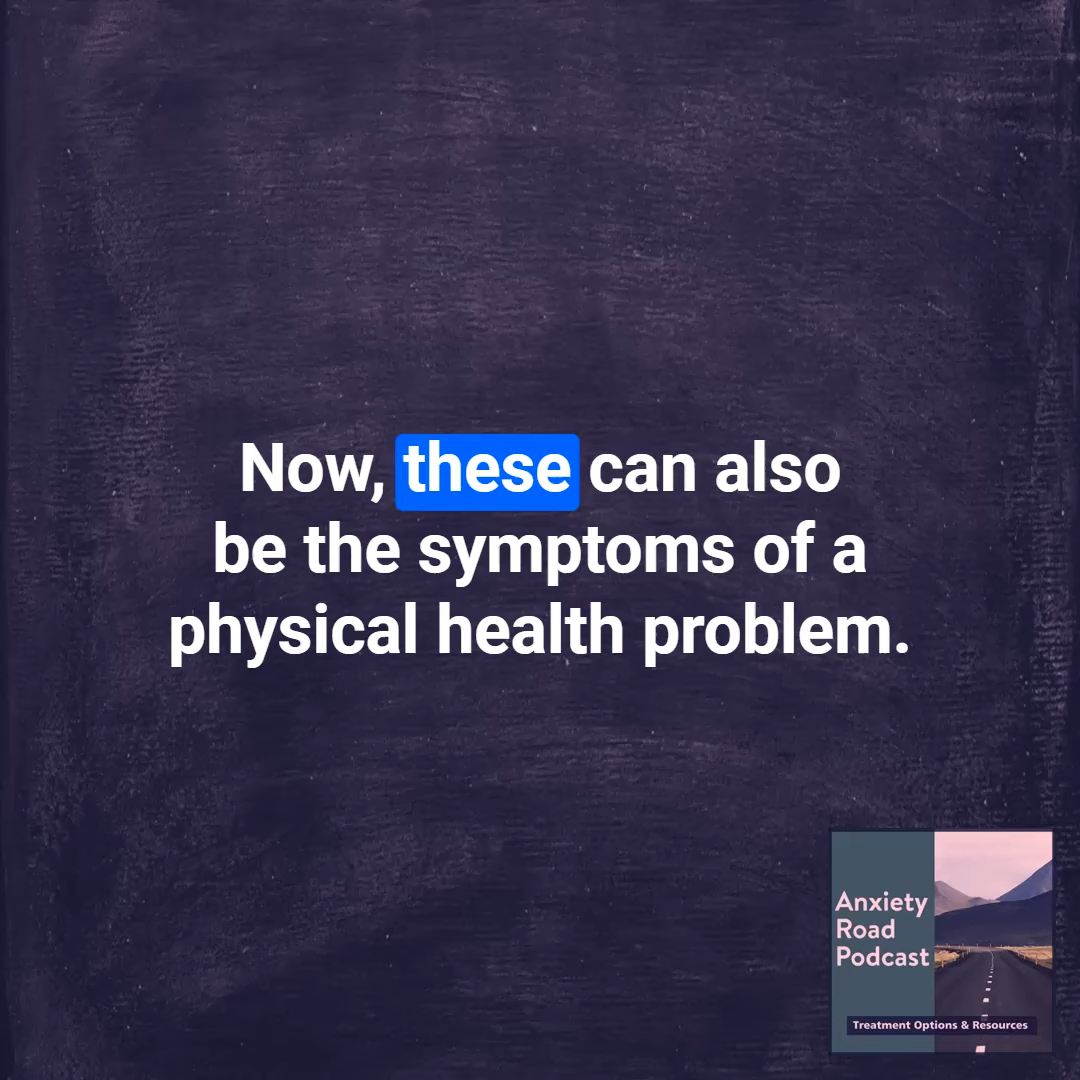 Now, these can also
be the symptoms of a
physical health problem.
Anxiety
Road
Podcast
Treatment Options & Resources